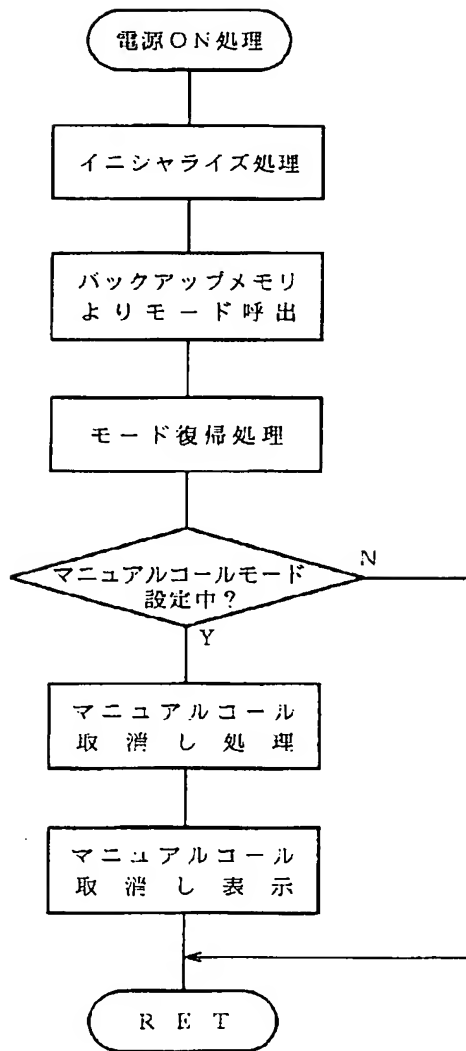 電源ON処理
イニシャライズ処理
バックアップメモリ
よりモード呼出
モード復帰処理
マニュアルコールモード
設定中?
N
Y
マニュアルコール
取消し処理
マニュアルコール
取消し表示
RET